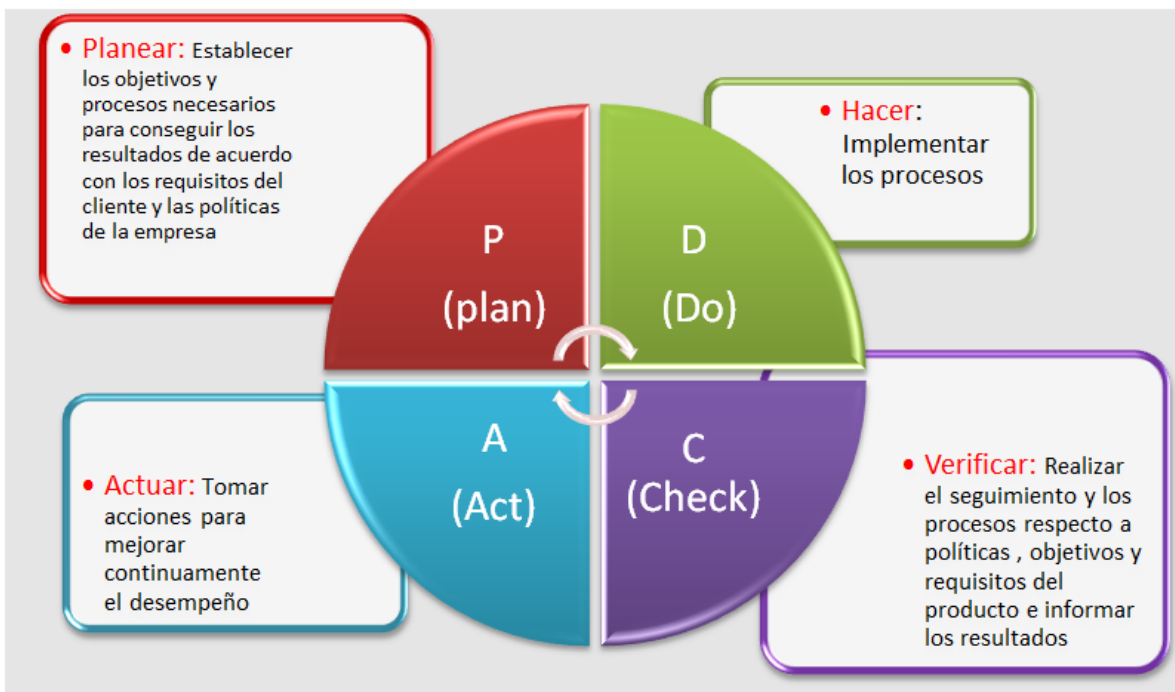 • Planear: Establecer
los objetivos y
procesos necesarios
para conseguir los
resultados de acuerdo
con los requisitos del
cliente y las políticas
de la empresa
• Hacer:
Implementar
los procesos
P
(plan)
D
(Do)
A
(Act)
C
(Check)
• Actuar: Tomar
acciones para
mejorar
continuamente
el desempeño
• Verificar: Realizar
el seguimiento y los
procesos respecto a
políticas , objetivos y
requisitos del
producto e informar
los resultados